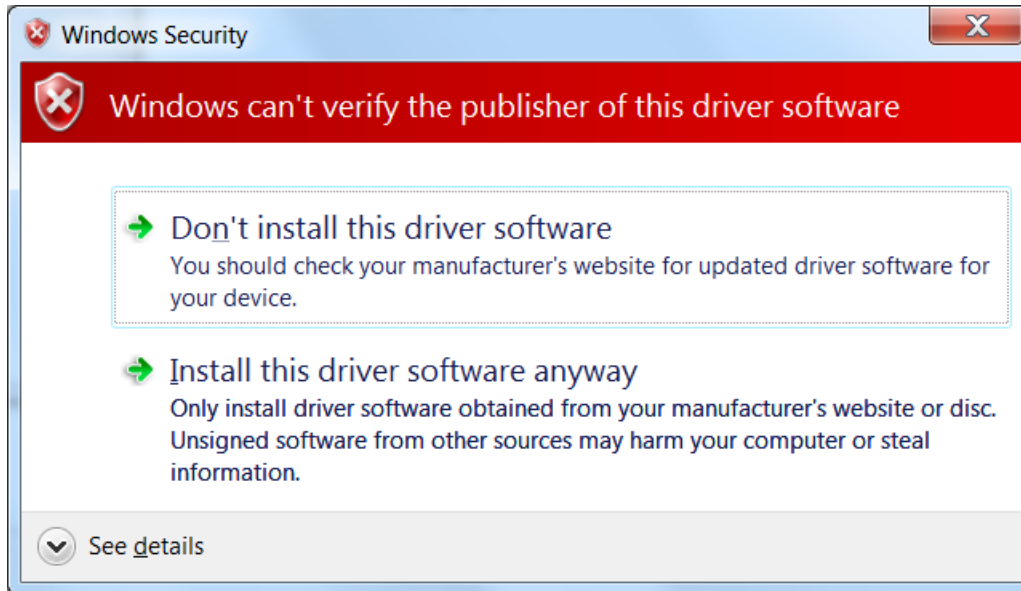 Windows Security
Windows can't verify the publisher of this driver software
Don't install this driver software
You should check your manufacturer's website for updated driver software for
your device.
Install this driver software anyway
Only install driver software obtained from your manufacturer's website or disc.
Unsigned software from other sources may harm your computer or steal
information.
See details